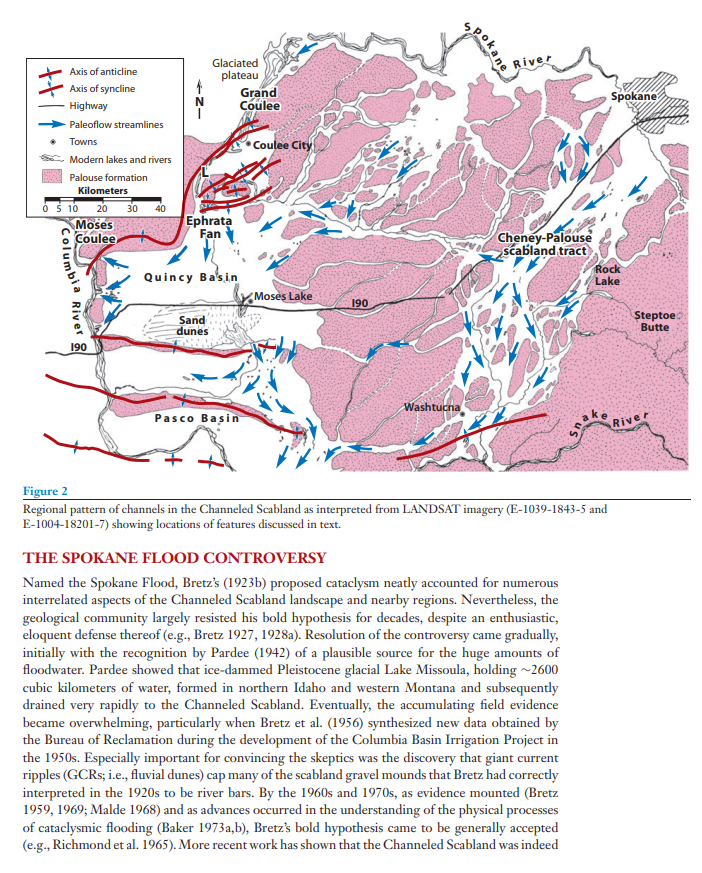 Spokane River
Glaciated
plateau
Axis of anticline
Axis of syncline
Highway
Paleoflow streamlines
Towns
Modern lakes and rivers
Palouse formation
Kilometers
0 5 10 20 30 40
N
Grand
Coulee
Spokane
Coulee City
L
Moses
Coulee
Ephrata
Fan
Columbia River
Cheney-Palouse
scabland tract
Quincy Basin
Rock
Lake
Moses Lake
I90
Steptoe
Butte
Sand
dunes
I90
Washtucna
Pasco Basin
Snake River
Figure 2
Regional pattern of channels in the Channeled Scabland as interpreted from LANDSAT imagery (E-1039-1843-5 and
E-1004-18201-7) showing locations of features discussed in text.
THE SPOKANE FLOOD CONTROVERSY
Named the Spokane Flood, Bretz's (1923b) proposed cataclysm neatly accounted for numerous
interrelated aspects of the Channeled Scabland landscape and nearby regions. Nevertheless, the
geological community largely resisted his bold hypothesis for decades, despite an enthusiastic,
eloquent defense thereof (e.g., Bretz 1927, 1928a). Resolution of the controversy came gradually,
initially with the recognition by Pardee (1942) of a plausible source for the huge amounts of
floodwater. Pardee showed that ice-dammed Pleistocene glacial Lake Missoula, holding ∼2600
cubic kilometers of water, formed in northern Idaho and western Montana and subsequently
drained very rapidly to the Channeled Scabland. Eventually, the accumulating field evidence
became overwhelming, particularly when Bretz et al. (1956) synthesized new data obtained by
the Bureau of Reclamation during the development of the Columbia Basin Irrigation Project in
the 1950s. Especially important for convincing the skeptics was the discovery that giant current
ripples (GCRs; i.e., fluvial dunes) cap many of the scabland gravel mounds that Bretz had correctly
interpreted in the 1920s to be river bars. By the 1960s and 1970s, as evidence mounted (Bretz
1959, 1969; Malde 1968) and as advances occurred in the understanding of the physical processes
of cataclysmic flooding (Baker 1973a,b), Bretz's bold hypothesis came to be generally accepted
(e.g., Richmond et al. 1965). More recent work has shown that the Channeled Scabland was indeed